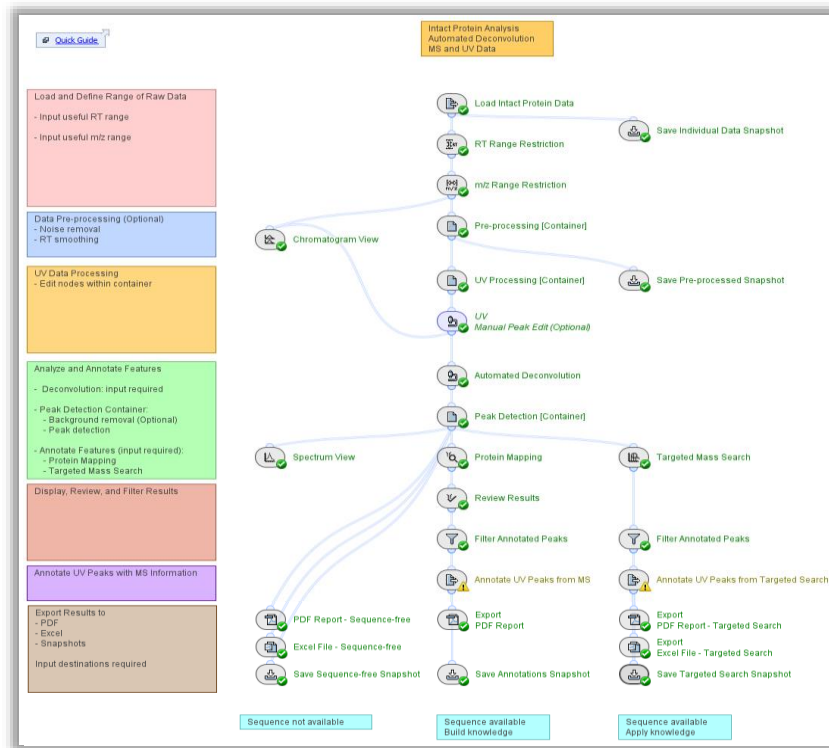 Quick Guide
Intact Protein Analysis
Automated Deconvolution
MS and UV Data
Load and Define Range of Raw Data
- Input useful RT range
- Input useful m/z range
Data Pre-processing (Optional)
- Noise removal
- RT smoothing
UV Data Processing
- Edit nodes within container
Analyze and Annotate Features
- Deconvolution: input required
- Peak Detection Container:
- Background removal (Optional)
- Peak detection
- Annotate Features (input required):
- Protein Mapping
- Targeted Mass Search
Display, Review, and Filter Results
Annotate UV Peaks with MS Information
Export Results to
- PDF
- Excel
- Snapshots
Input destinations required
Load Intact Protein Data
Save Individual Data Snapshot
RT Range Restriction
m/z Range Restriction
Pre-processing [Container]
Chromatogram View
UV Processing [Container]
Save Pre-processed Snapshot
UV
Manual Peak Edit (Optional)
Automated Deconvolution
Peak Detection [Container]
Spectrum View
Protein Mapping
Targeted Mass Search
Review Results
Filter Annotated Peaks
Filter Annotated Peaks
Annotate UV Peaks from MS
Annotate UV Peaks from Targeted Search
PDF Report - Sequence-free
Export
PDF Report
Export
PDF Report - Targeted Search
Excel File - Sequence-free
Export
Excel File - Targeted Search
Save Sequence-free Snapshot
Save Annotations Snapshot
Save Targeted Search Snapshot
Sequence not available
Sequence available
Build knowledge
Sequence available
Apply knowledge